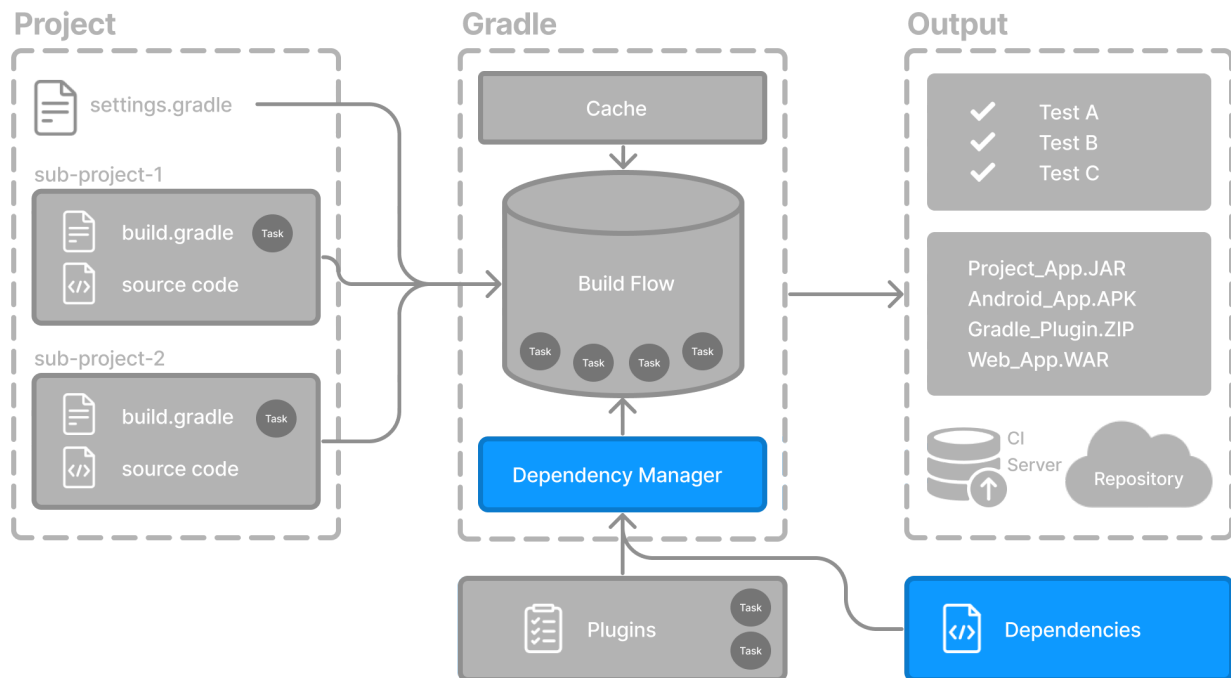 Project
settings.gradle
sub-project-1
build.gradle
Task
source code
sub-project-2
build.gradle
Task
source code
Gradle
Cache
Build Flow
Task
Task
Task
Task
Dependency Manager
Plugins
Task
Task
Output
Test A
Test B
Test C
Project_App.JAR
Android_App.APK
Gradle_Plugin.ZIP
Web_App.WAR
CI
Server
Repository
Dependencies